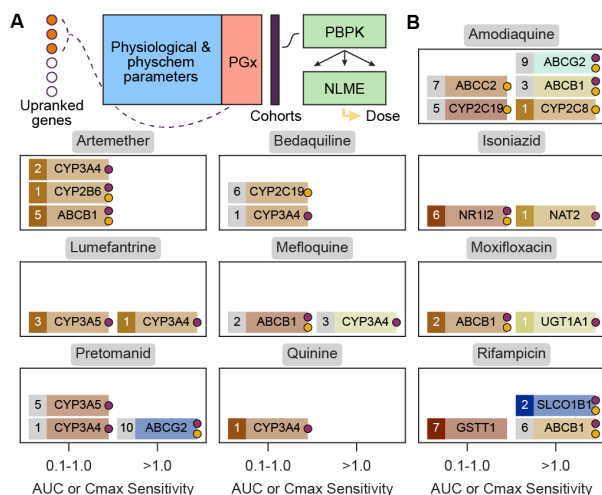 A
B
Upranked
genes
Physiological &
physchem
parameters
PGx
Cohorts
PBPK
NLME
Dose
Amodiaquine
9 ABCG2
7 ABCC2 3 ABCB1
5 CYP2C19 1 CYP2C8
Artemether
2 CYP3A4
1 CYP2B6
5 ABCB1
Bedaquiline
6 CYP2C19
1 CYP3A4
Isoniazid
6 NR1I2 1 NAT2
Lumefantrine
3 CYP3A5 1 CYP3A4
Mefloquine
2 ABCB1 3 CYP3A4
Moxifloxacin
2 ABCB1 1 UGT1A1
Pretomanid
5 CYP3A5
1 CYP3A4 10 ABCG2
Quinine
1 CYP3A4
Rifampicin
2 SLCO1B1
7 GSTT1 6 ABCB1
0.1-1.0 >1.0
AUC or Cmax Sensitivity
0.1-1.0 >1.0
AUC or Cmax Sensitivity
0.1-1.0 >1.0
AUC or Cmax Sensitivity